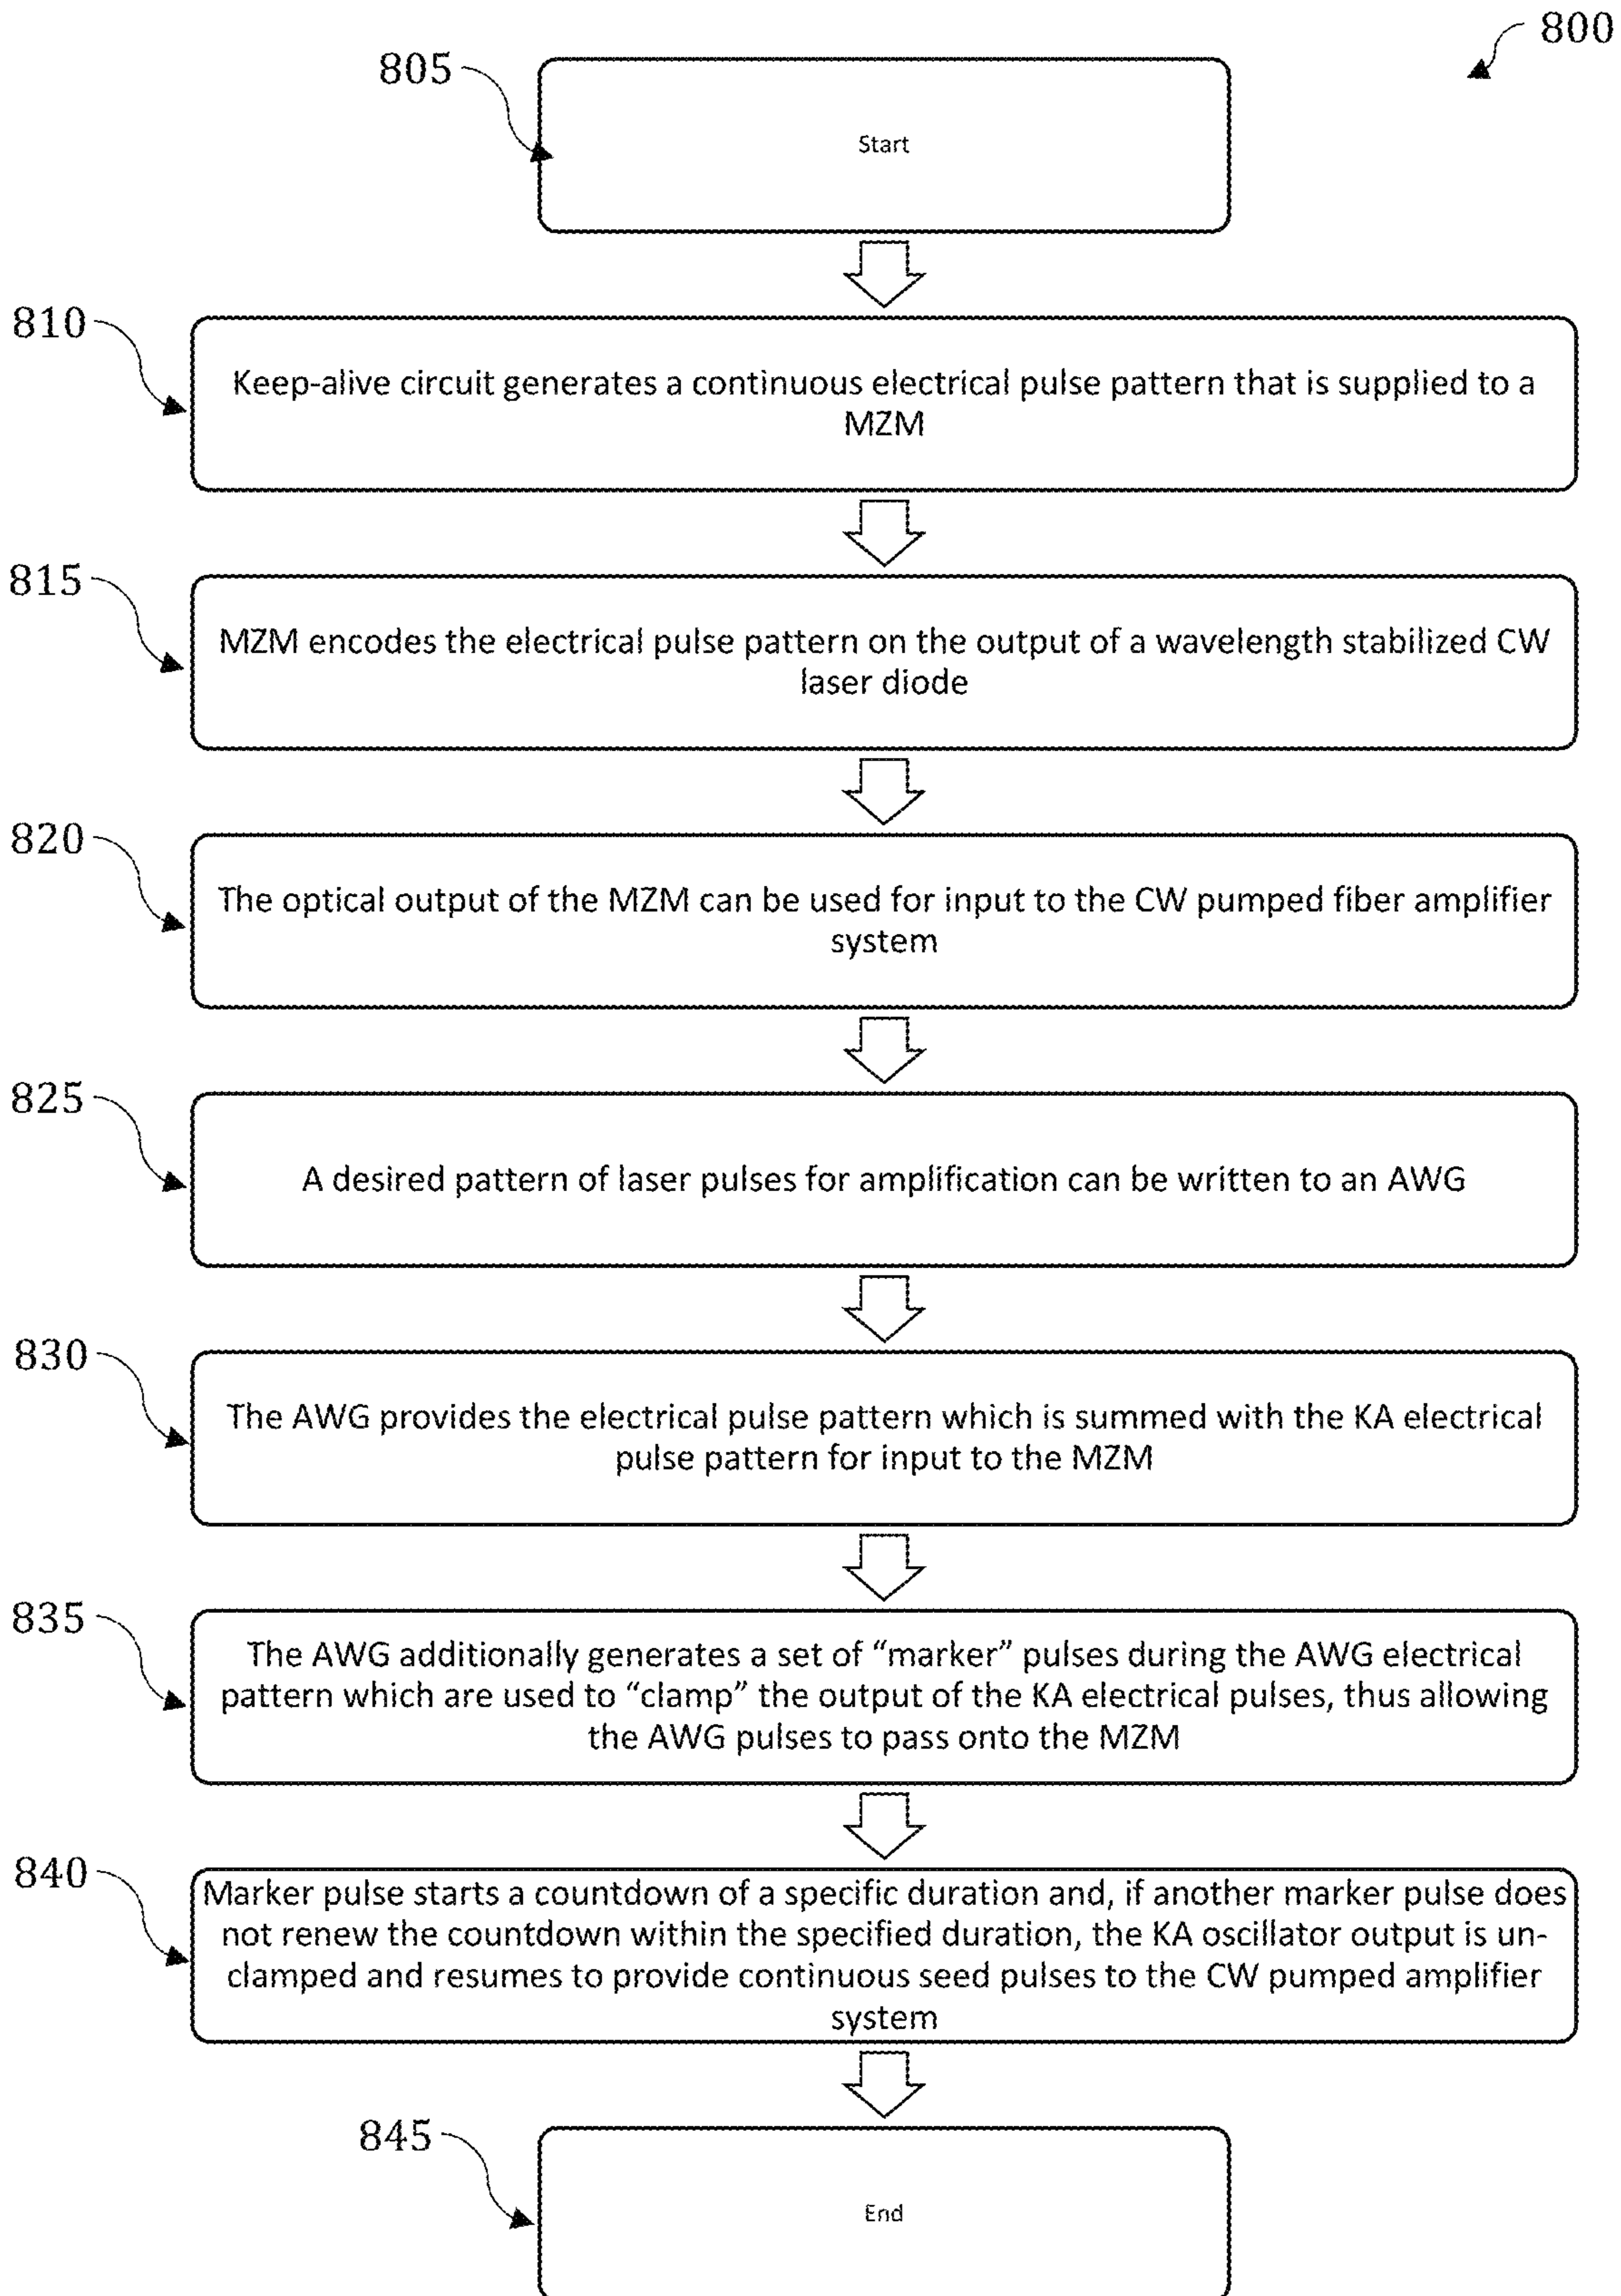 800
805
Start
810
Keep-alive circuit generates a continuous electrical pulse pattern that is supplied to a
MZM
815
MZM encodes the electrical pulse pattern on the output of a wavelength stabilized CW
laser diode
820
The optical output of the MZM can be used for input to the CW pumped fiber amplifier
system
825
A desired pattern of laser pulses for amplification can be written to an AWG
830
The AWG provides the electrical pulse pattern which is summed with the KA electrical
pulse pattern for input to the MZM
835
The AWG additionally generates a set of “marker” pulses during the AWG electrical
pattern which are used to “clamp” the output of the KA electrical pulses, thus allowing
the AWG pulses to pass onto the MZM
840
Marker pulse starts a countdown of a specific duration and, if another marker pulse does
not renew the countdown within the specified duration, the KA oscillator output is un-
clamped and resumes to provide continuous seed pulses to the CW pumped amplifier
system
845
End